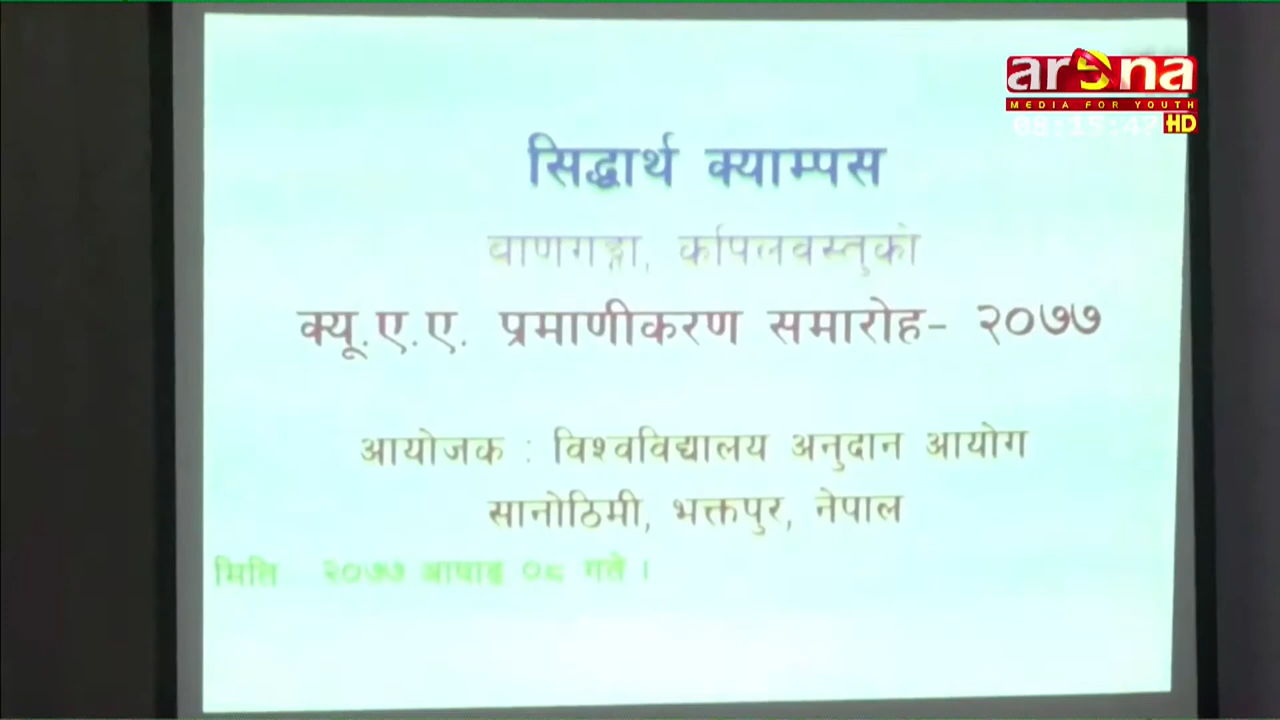 arena
MEDIA FOR YOUTH
HD
सिद्धार्थ क्याम्पस
वाणगङ्गा, कपिलवस्तुको
क्यू.ए.ए. प्रमाणीकरण समारोह- २०७७
आयोजक : विश्वविद्यालय अनुदान आयोग
सानोठिमी, भक्तपुर, नेपाल
मिति २०७७ आषाढ ०८ गते ।